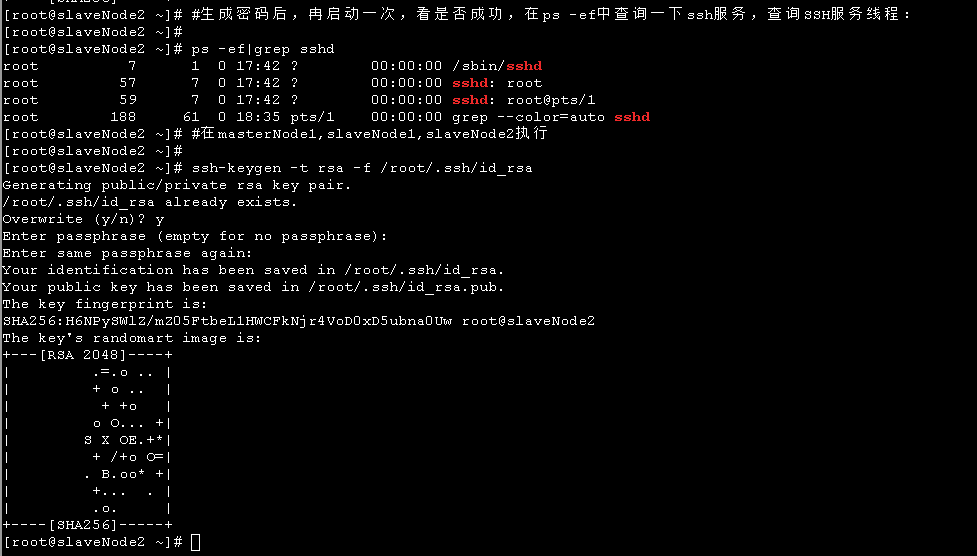 [root@slaveNode2 ~]# #生成密码后，冉启动一次，看是否成功，在ps -ef中查询一下ssh服务，查询SSH服务线程：
[root@slaveNode2 ~]#
[root@slaveNode2 ~]# ps -ef|grep sshd
root          7      1  0 17:42 ?        00:00:00 /sbin/sshd
root         57      7  0 17:42 ?        00:00:00 sshd: root
root         59      7  0 17:42 ?        00:00:00 sshd: root@pts/1
root        188     61  0 18:35 pts/1    00:00:00 grep --color=auto sshd
[root@slaveNode2 ~]# #在masterNode1,slaveNode1,slaveNode2执行
[root@slaveNode2 ~]#
[root@slaveNode2 ~]# ssh-keygen -t rsa -f /root/.ssh/id_rsa
Generating public/private rsa key pair.
/root/.ssh/id_rsa already exists.
Overwrite (y/n)? y
Enter passphrase (empty for no passphrase):
Enter same passphrase again:
Your identification has been saved in /root/.ssh/id_rsa.
Your public key has been saved in /root/.ssh/id_rsa.pub.
The key fingerprint is:
SHA256:H6NPySWlZ/mZ05FtbeL1HWCFkNjr4VoD0xD5ubna0Uw root@slaveNode2
The key's randomart image is:
+---[RSA 2048]----+
|          .=.o .. |
|          + o ..  |
|           + +o   |
|          o O... +|
|         S X OE.+*|
|          + /+o O=|
|         . B.oo* +|
|          +...  . |
|          .o.     |
+----[SHA256]-----+
[root@slaveNode2 ~]#